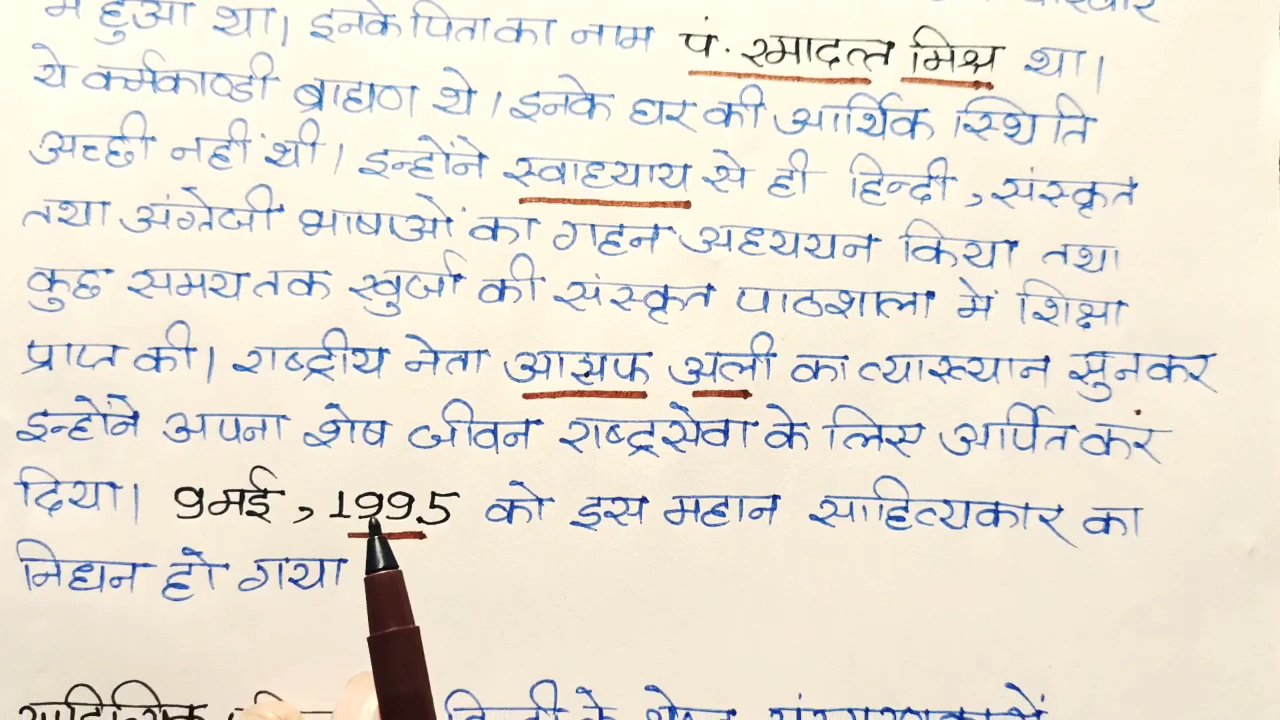 में हुआ था। इनके पिता का नाम पं. रमादत्त मिश्र था।
ये कर्मकाण्डी ब्राह्मण थे। इनके घर की आर्थिक स्थिति
अच्छी नहीं थी। इन्होंने स्वाध्याय से ही हिन्दी, संस्कृत
तथा अंग्रेजी भाषाओं का गहन अध्ययन किया तथा
कुछ समय तक खुर्जा की संस्कृत पाठशाला में शिक्षा
प्राप्त की। राष्ट्रीय नेता आसफ अली का व्याख्यान सुनकर
इन्होंने अपना शेष जीवन राष्ट्रसेवा के लिए अर्पित कर
दिया। 9 मई, 1995 को इस महान साहित्यकार का
निधन हो गया
हिन्दी के